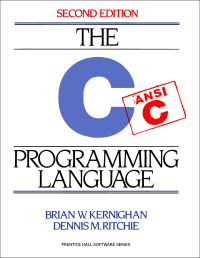 SECOND EDITION
THE
C
ANSI
C
PROGRAMMING
LANGUAGE
BRIAN W. KERNIGHAN
DENNIS M. RITCHIE
PRENTICE HALL SOFTWARE SERIES